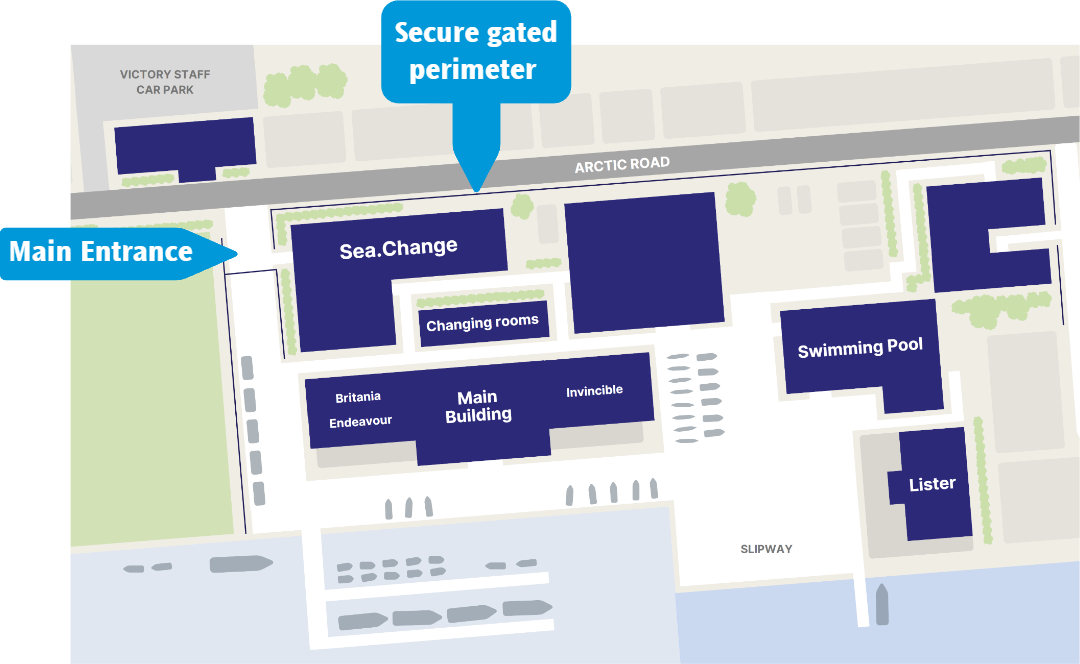 Secure gated
perimeter
VICTORY STAFF
CAR PARK
ARCTIC ROAD
Main Entrance
Sea.Change
Changing rooms
Swimming Pool
Britania
Endeavour
Main
Building
Invincible
Lister
SLIPWAY